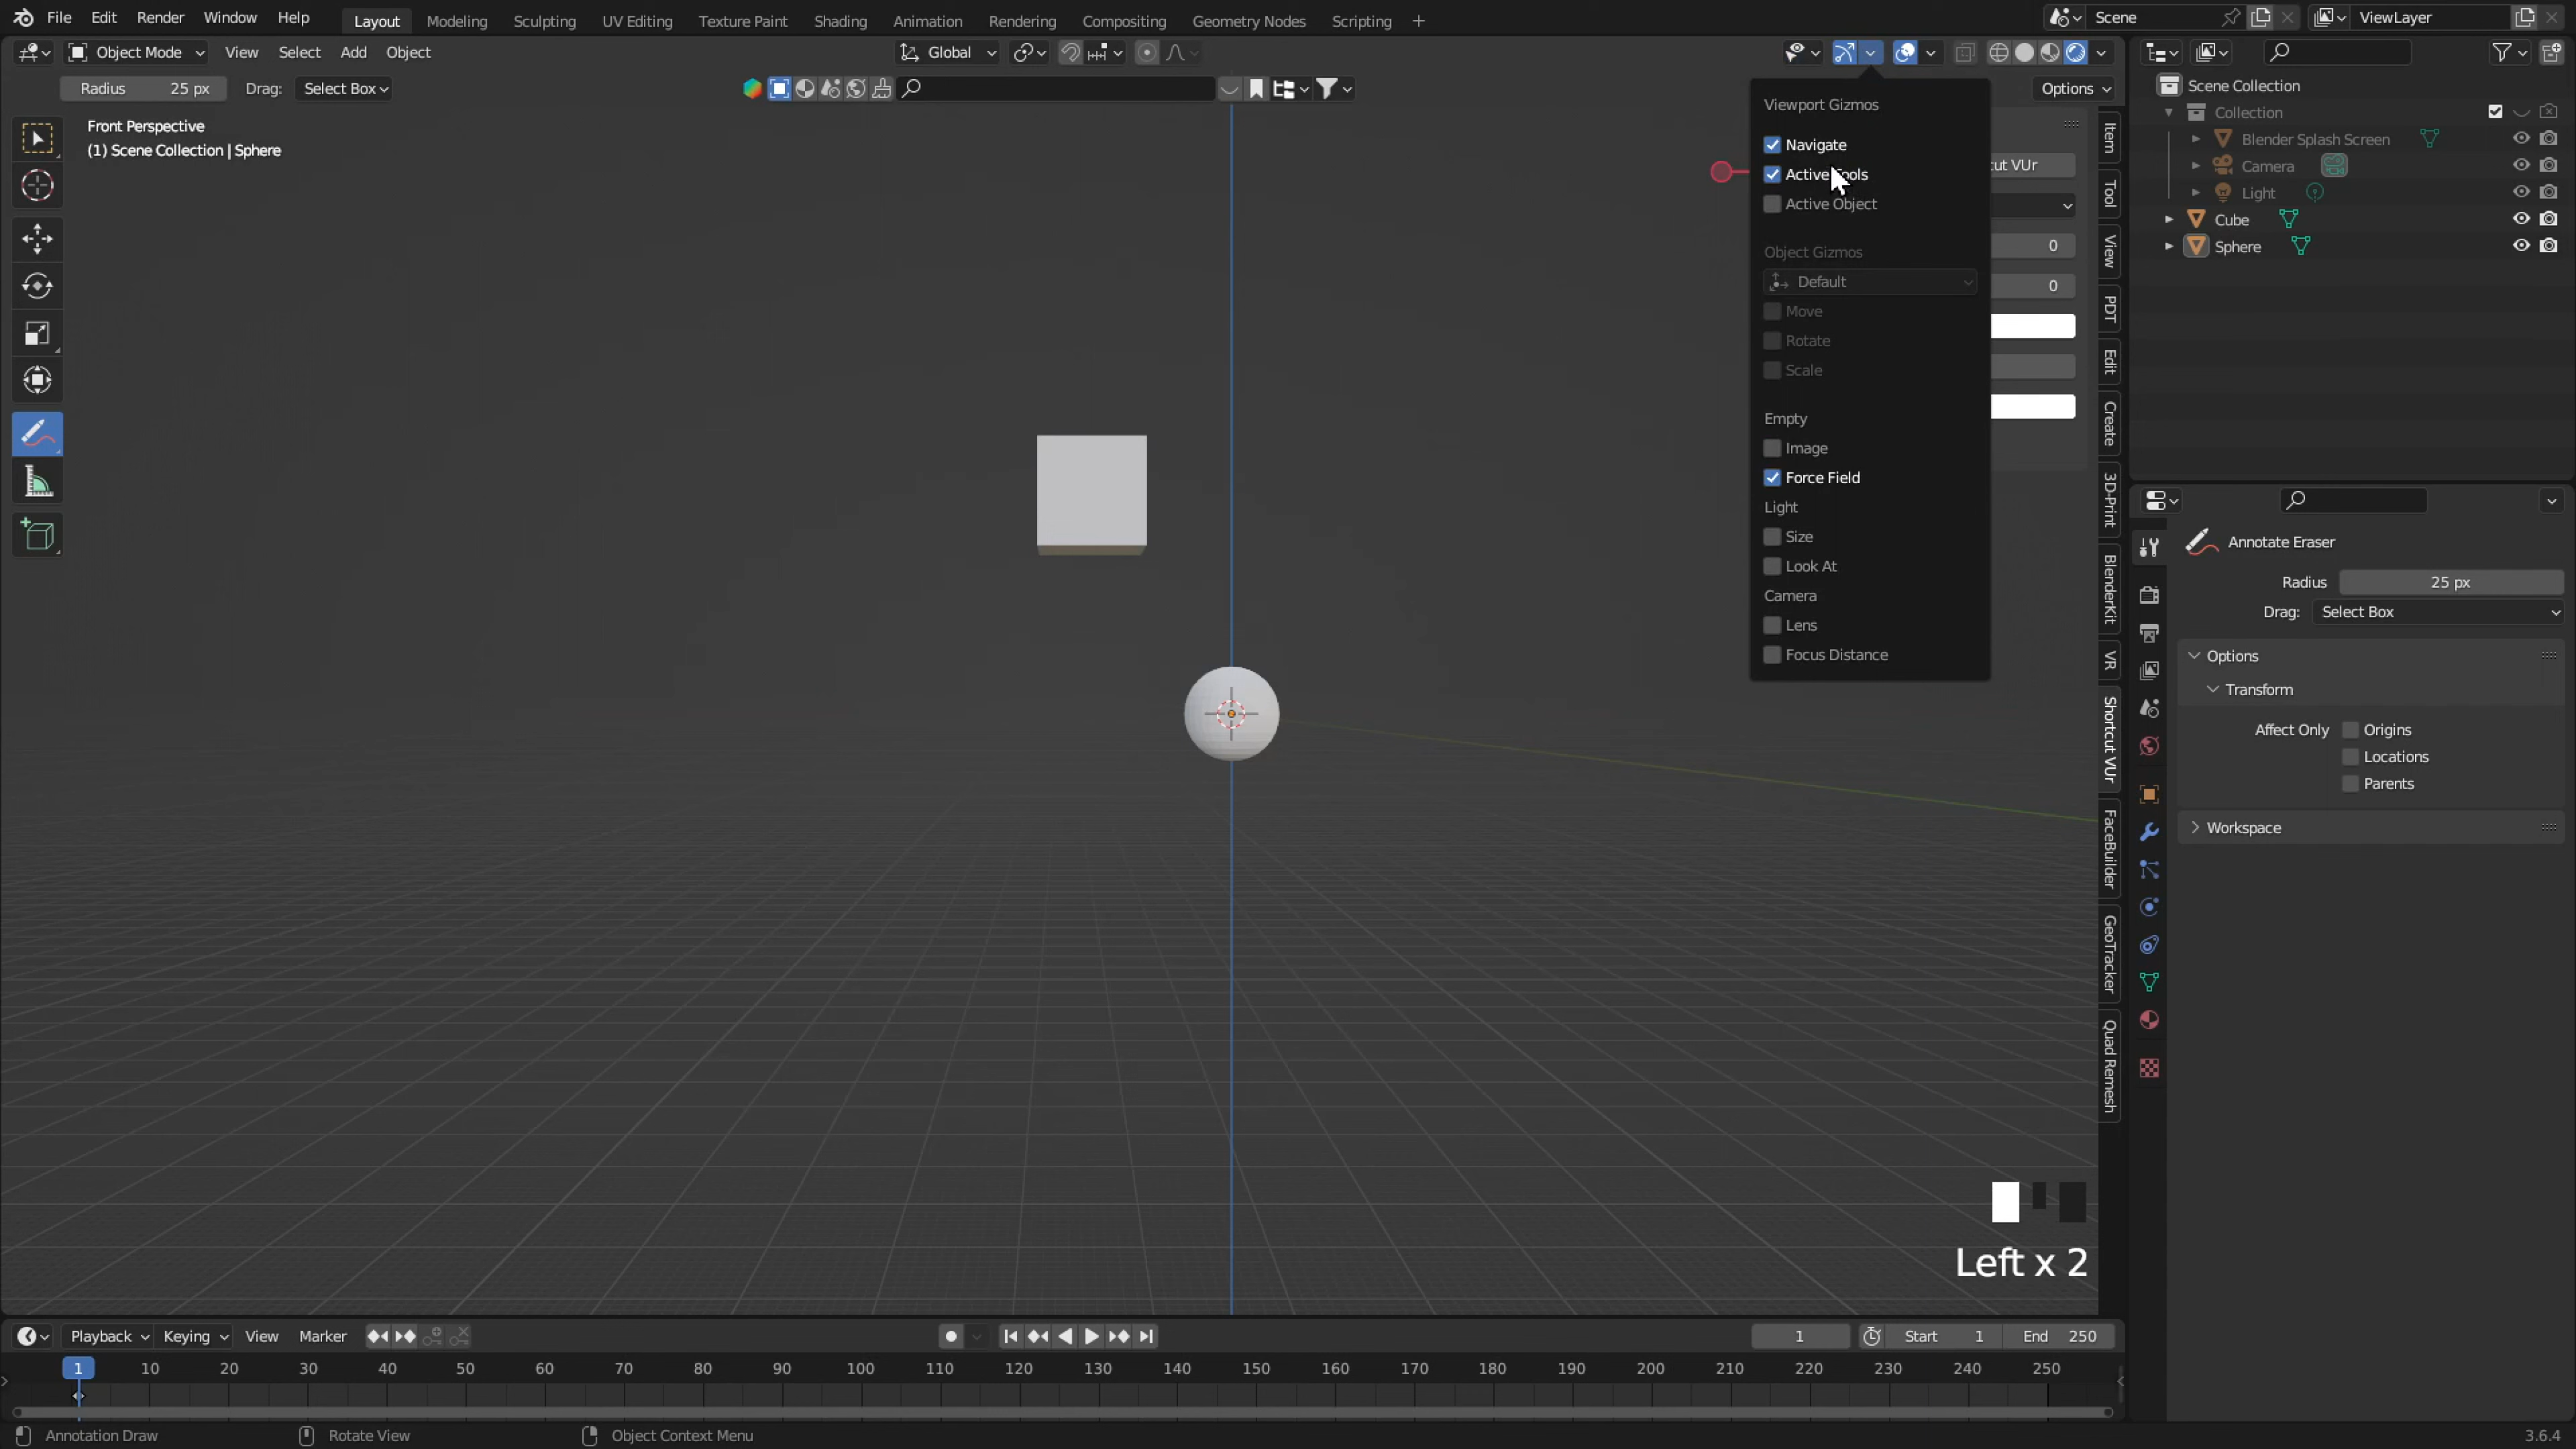 File Edit Render Window Help Layout Modeling Sculpting UV Editing Texture Paint Shading Animation Rendering Compositing Geometry Nodes Scripting + Scene ViewLayer
Object Mode View Select Add Object Global
Radius 25 px Drag: Select Box Options
Front Perspective
(1) Scene Collection | Sphere
Viewport Gizmos
Navigate
Active Tools
Active Object
Object Gizmos
Default
Move
Rotate
Scale
Empty
Image
Force Field
Light
Size
Look At
Camera
Lens
Focus Distance
cut VUr
0
0
Item
Tool
View
PDT
Edit
Create
3D-Print
BlenderKit
VR
Shortcut VUr
FaceBuilder
GeoTracker
Quad Remesh
Scene Collection
Collection
Blender Splash Screen
Camera
Light
Cube
Sphere
Annotate Eraser
Radius 25 px
Drag: Select Box
Options
Transform
Affect Only Origins
Locations
Parents
Workspace
Left x 2
Playback Keying View Marker 1 Start 1 End 250
1 10 20 30 40 50 60 70 80 90 100 110 120 130 140 150 160 170 180 190 200 210 220 230 240 250
Annotation Draw Rotate View Object Context Menu 3.6.4